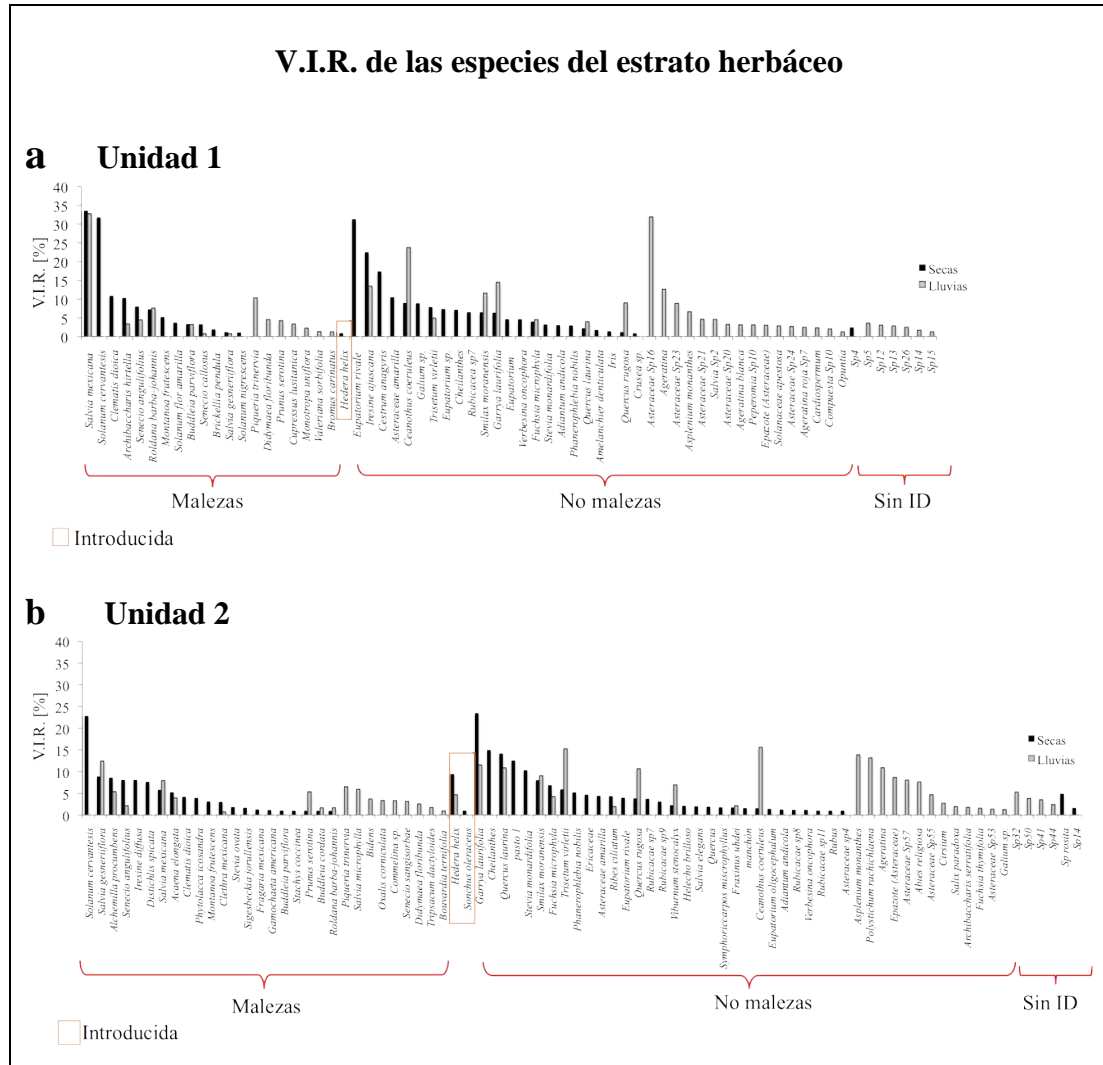 V.I.R. de las especies del estrato herbáceo
a Unidad 1
V.I.R. [%]
40
35
30
25
20
15
10
5
0
Secas
Lluvias
Salvia mexicana
Solanum cervantesis
Clematis dioica
Archibaccharis hirtella
Senecio angulifolius
Roldana barba-johannis
Montanoa frutescens
Solanum flor amarilla
Buddleia parvyflora
Senecio callosus
Brickellia pendula
Salvia gesneriflora
Solanum nigrescens
Piqueria trinervia
Didymaea floribunda
Prunus serotina
Cupressus lusitanica
Monotropa uniflora
Valeriana sorbifolia
Bromus carinatus
Hedera helix
Eupatorium rivale
Iresine ajuscana
Cestrum anagyris
Asteraceae amarilla
Ceanothus coeruleus
Galium sp.
Trisetum virletii
Eupatorium sp.
Cheilanthes
Rubicacea sp7
Smilax moranensis
Garrya laurifolia
Eupatorium
Verbesina oncophora
Fuchsia microphyla
Stevia monardifolia
Adianum andicola
Phanerophlebia nobilis
Quercus laurina
Amelanchier denticulata
Iris
Quercus rugosa
Crusea sp.
Asteraceae Sp16
Ageratina
Asteraceae Sp23
Asplenium monanthes
Asteraceae Sp21
Salvia Sp2
Asteraceae Sp20
Ageratina blanca
Peperomia Sp10
Epazote (Asteraceae)
Solanaceae apestosa
Asteraceae Sp24
Ageratina roja Sp7
Cardiospermum
Compuesta Sp10
Opuntia
Sp4
Sp5
Sp12
Sp13
Sp26
Sp14
Sp15
Malezas
No malezas
Sin ID
Introducida
b Unidad 2
V.I.R. [%]
40
35
30
25
20
15
10
5
0
Secas
Lluvias
Solanum cervantesis
Salvia gesneriflora
Alchemilla procumbens
Senecio angulifolius
Iresine diffusa
Distichlis spicata
Salvia mexicana
Acaena elongata
Clematis dioica
Phytolacca icosandra
Montanoa frutescens
Clethra mexicana
Stevia ovata
Sigesbeckia jorullensis
Fragaria mexicana
Gamochaeta americana
Buddleia parviflora
Stachys coccinea
Prunus serotina
Buddleia cordata
Roldana barba-johannis
Piqueria trinervia
Salvia microphylla
Bidens
Oxalis corniculata
Commelina sp.
Senecio sanguisorbae
Didymaea floribunda
Tripsacum dactyloides
Bouvardia ternifolia
Hedera helix
Sonchus oleraceus
Garrya laurifolia
Cheilanthes
Quercus laurina
pasto 1
Stevia monardifolia
Smilax moranensis
Fuchsia microphyla
Trisetum virletii
Phanerophlebia nobilis
Ericaceae
Asteraceae amarilla
Ribes ciliatum
Eupatorium rivale
Quercus rugosa
Rubicacae sp7
Rubicacae sp9
Viburnum stenocalyx
Helecho brilloso
Salvia elegans
Quercus
Symphoriccarpos microphyllus
Fraxinus uhdei
manchón
Ceanothus coeruleus
Eupatorium oligocephalum
Adianum andicola
Rubicacae sp8
Verbesina oncophora
Rubicacae sp11
Rubus
Asteraceae sp4
Asplenium monanthes
Polystichum rachichlaena
Ageratina
Epazote (Asteraceae)
Asteraceae Sp57
Abies religiosa
Asteraceae Sp55
Cirsium
Salix paradoxa
Archibaccharis serratifolia
Fuchsia thymifolia
Asteraceae Sp53
Galium sp.
Sp32
Sp50
Sp41
Sp44
Sp rosita
Sp14
Malezas
No malezas
Sin ID
Introducida